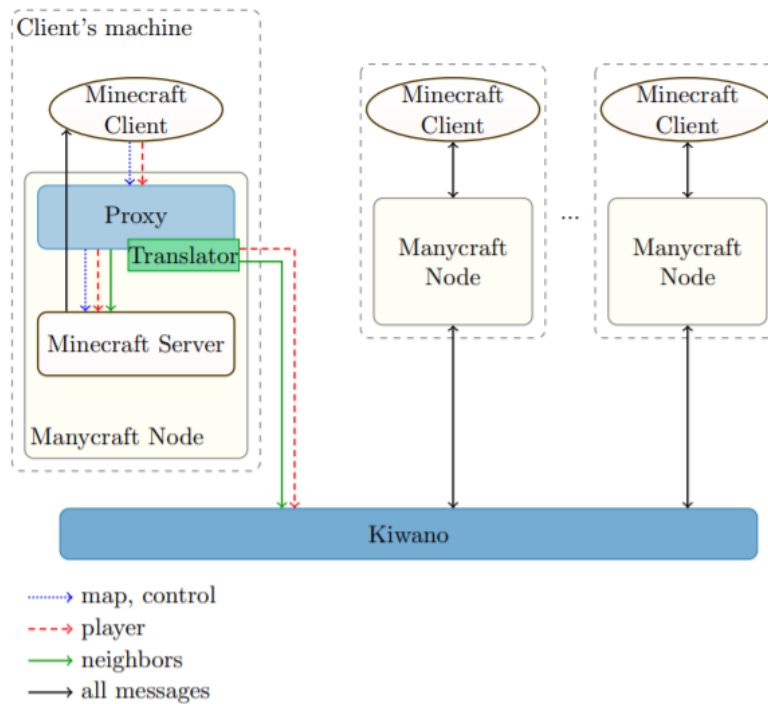 Client's machine
Minecraft
Client
Proxy
Translator
Minecraft Server
Manycraft Node
Minecraft
Client
Manycraft
Node
...
Minecraft
Client
Manycraft
Node
Kiwano
map, control
player
neighbors
all messages